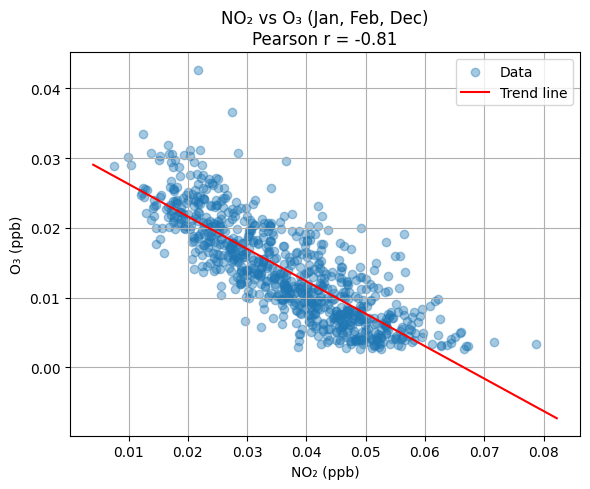 NO₂ vs O₃ (Jan, Feb, Dec)
Pearson r = -0.81
Data
Trend line
0.04
0.03
0.02
0.01
0.00
O₃ (ppb)
0.01 0.02 0.03 0.04 0.05 0.06 0.07 0.08
NO₂ (ppb)